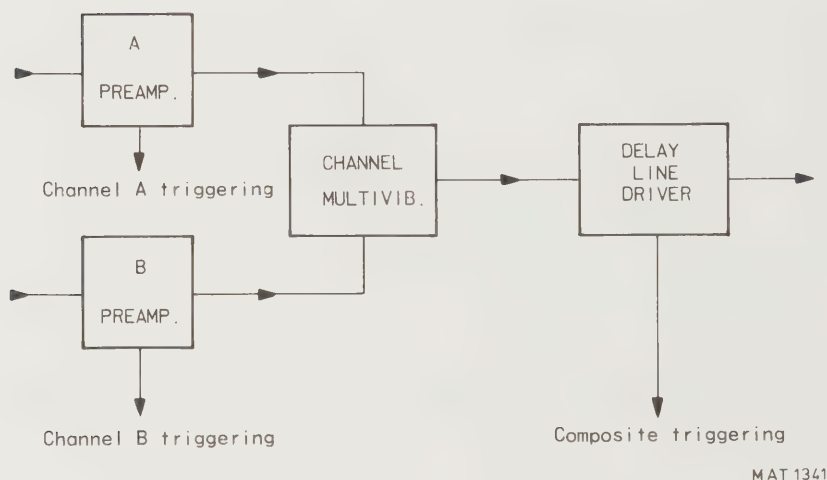 A
PREAMP.
Channel A triggering
CHANNEL
MULTIVIB.
DELAY
LINE
DRIVER
B
PREAMP.
Channel B triggering
Composite triggering
MAT 1341